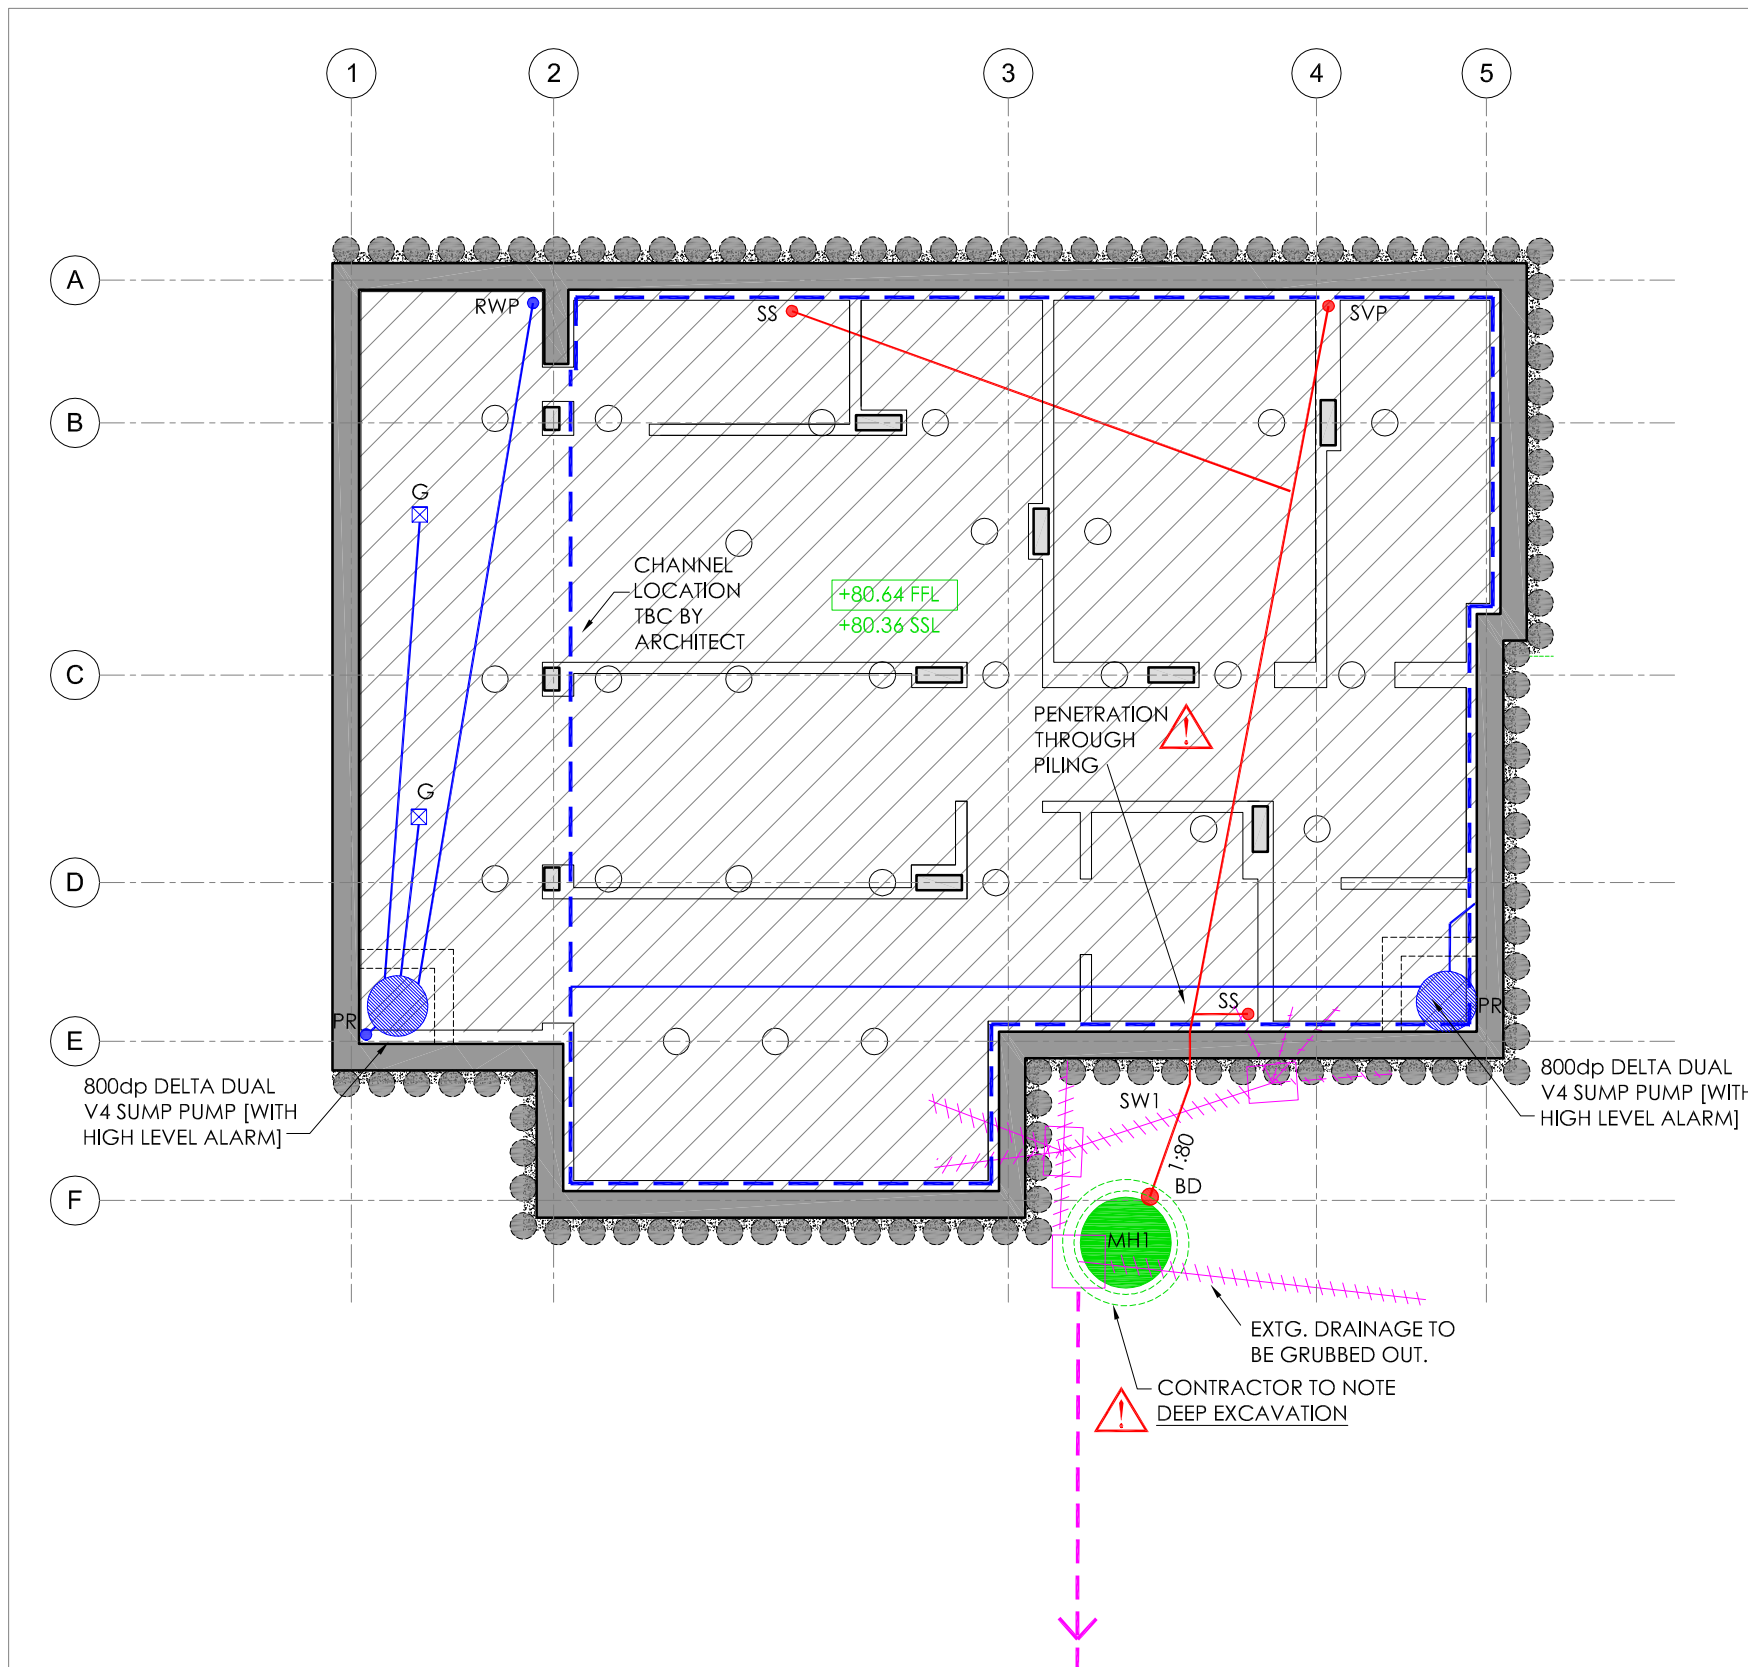 1
2
3
4
5
A
RWP
SS
SVP
B
G
CHANNEL
LOCATION
TBC BY
ARCHITECT
+80.64 FFL
+80.36 SSL
C
PENETRATION
THROUGH
PILING
G
D
PR
SS
PR
E
800dp DELTA DUAL
V4 SUMP PUMP [WITH
HIGH LEVEL ALARM]
800dp DELTA DUAL
V4 SUMP PUMP [WITH
HIGH LEVEL ALARM]
SW1
1:80
BD
F
MH1
EXTG. DRAINAGE TO
BE GRUBBED OUT.
CONTRACTOR TO NOTE
DEEP EXCAVATION